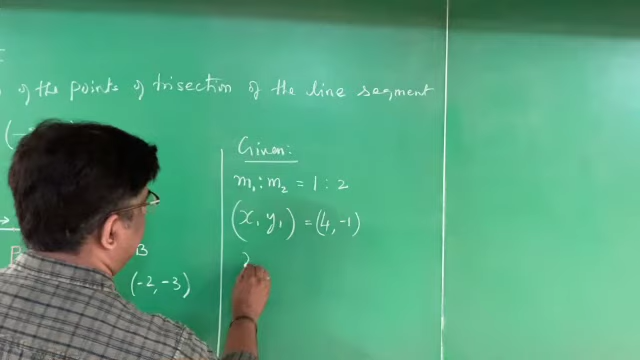 of the points of trisection of the line segment
(-
Given:
m₁:m₂ = 1 : 2
(x₁ y₁) = (4, -1)
B
(-2, -3)